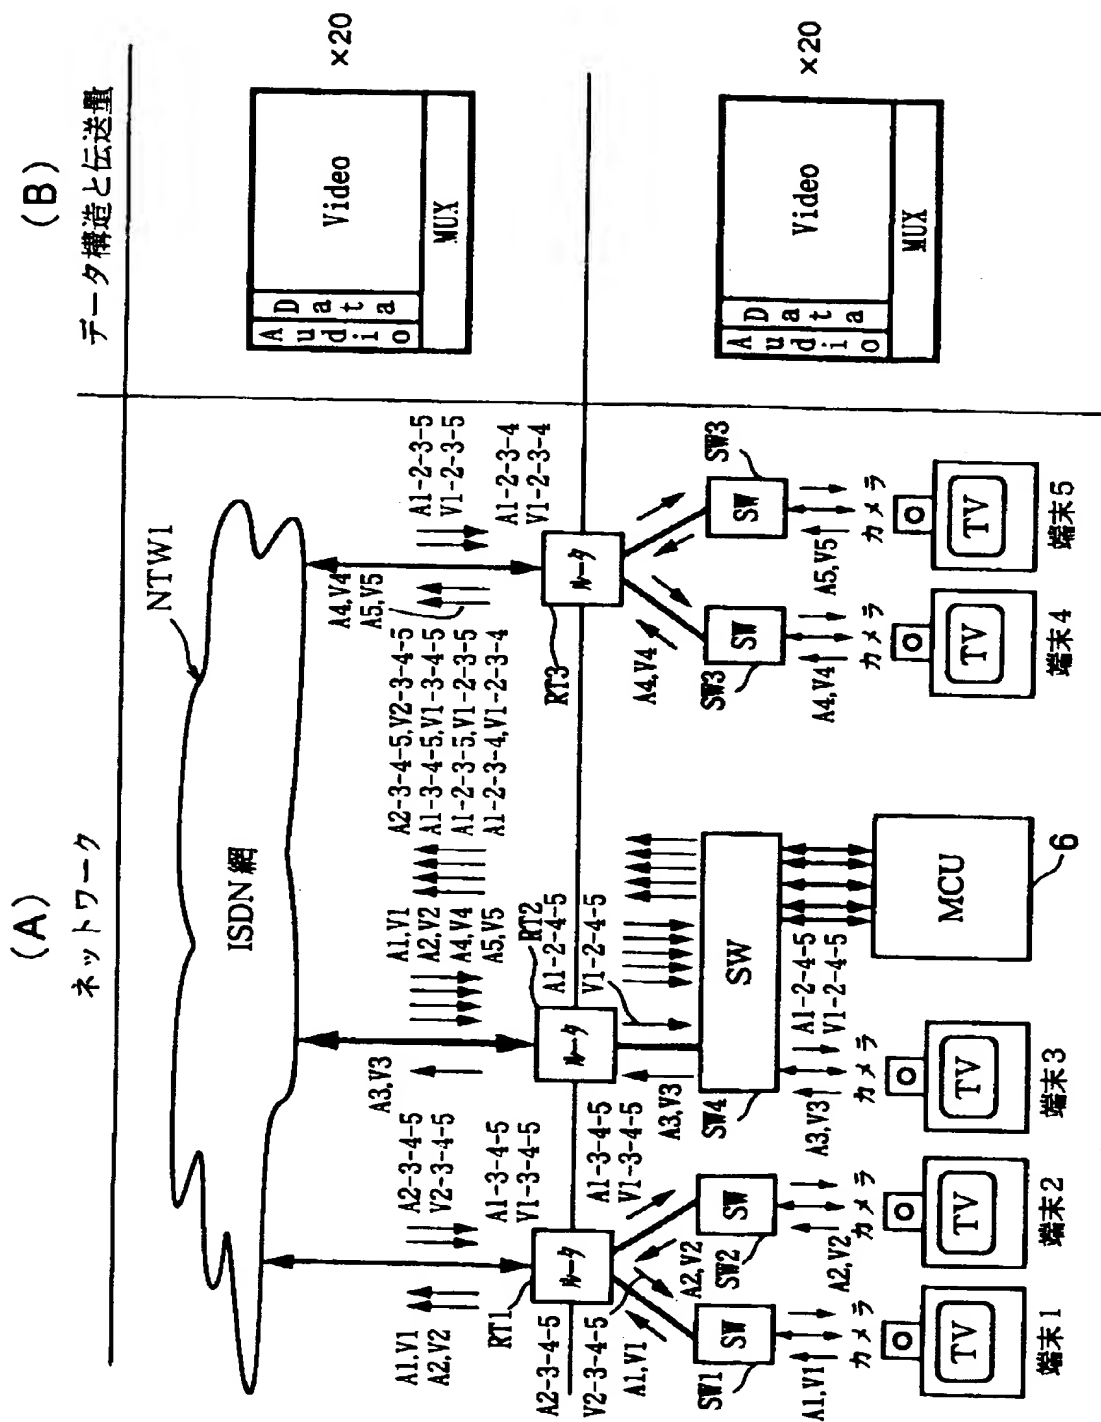 (A)
ネットワーク
(B)
データ構造と伝送量
NTW1
ISDN網
A1,V1
A2,V2
A2-3-4-5
V2-3-4-5
A1-3-4-5
V1-3-4-5
A3,V3
A1,V1
A2,V2
A4,V4
A5,V5
A2-3-4-5,V2-3-4-5
A1-3-4-5,V1-3-4-5
A1-2-3-5,V1-2-3-5
A1-2-3-4,V1-2-3-4
A4,V4
A5,V5
A1-2-3-5
V1-2-3-5
A1-2-3-4
V1-2-3-4
RT1
ルータ
RT2
ルータ
RT3
ルータ
A2-3-4-5
V2-3-4-5
A1,V1
A2,V2
A1-3-4-5
V1-3-4-5
A3,V3
A1-2-4-5
V1-2-4-5
A4,V4
SW1
SW
SW2
SW
SW4
SW
SW3
SW
SW3
SW
A1,V1
A2,V2
A3,V3
A1-2-4-5
V1-2-4-5
A4,V4
A5,V5
カメラ
カメラ
カメラ
カメラ
カメラ
TV
TV
TV
TV
TV
MCU
6
端末1
端末2
端末3
端末4
端末5
Audio
Data
Video
MUX
×20
Audio
Data
Video
MUX
×20